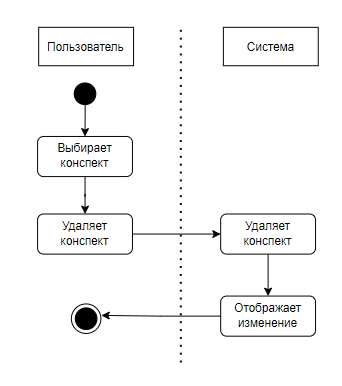 Пользователь
Система
Выбирает
конспект
Удаляет
конспект
Удаляет
конспект
Отображает
изменение